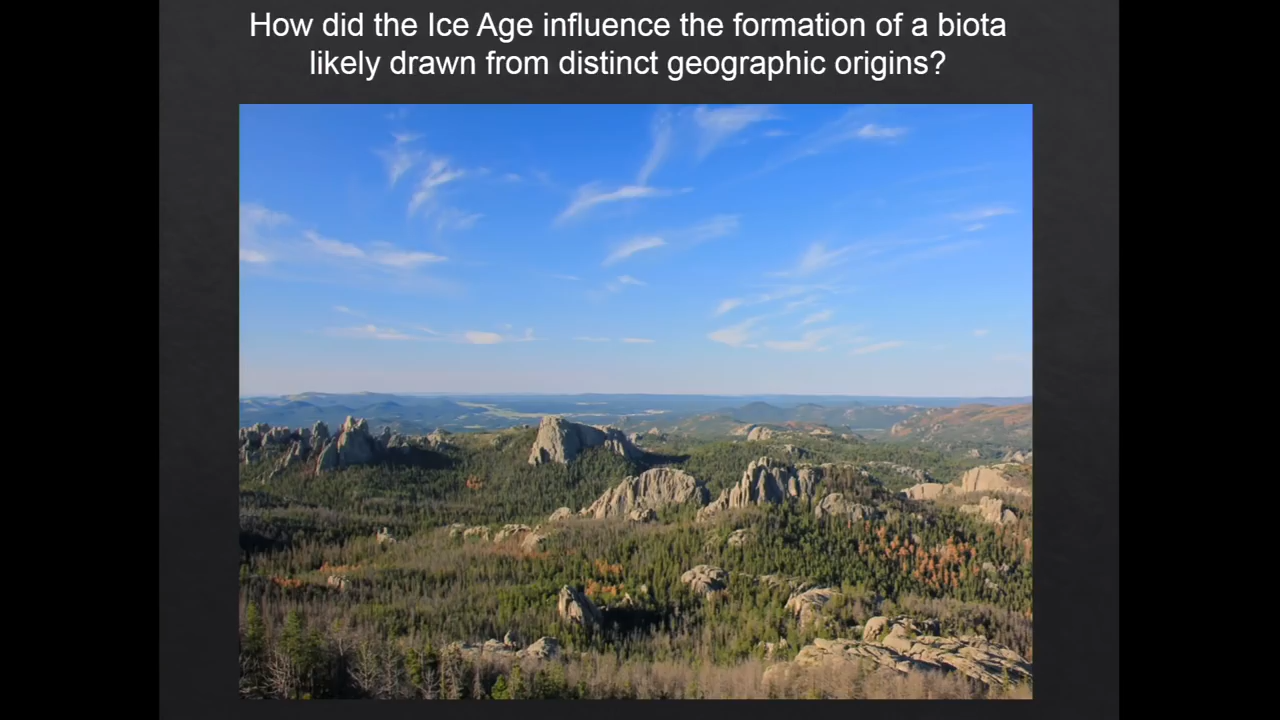 How did the Ice Age influence the formation of a biota
likely drawn from distinct geographic origins?